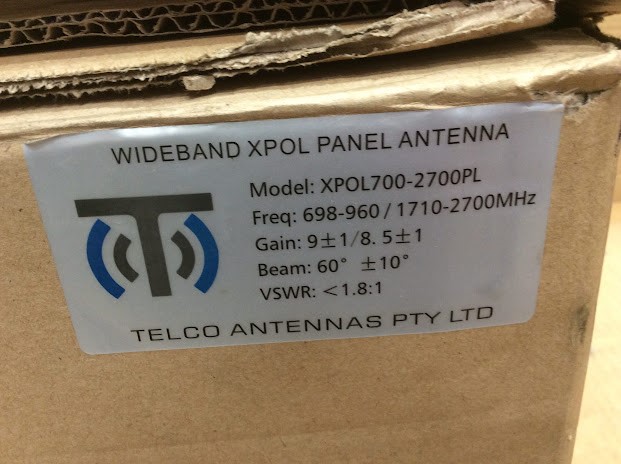 WIDEBAND XPOL PANEL ANTENNA
Model: XPOL700-2700PL
Freq: 698-960/1710-2700MHz
Gain: 9±1/8.5±1
Beam: 60° ±10°
VSWR: <1.8:1
TELCO ANTENNAS PTY LTD